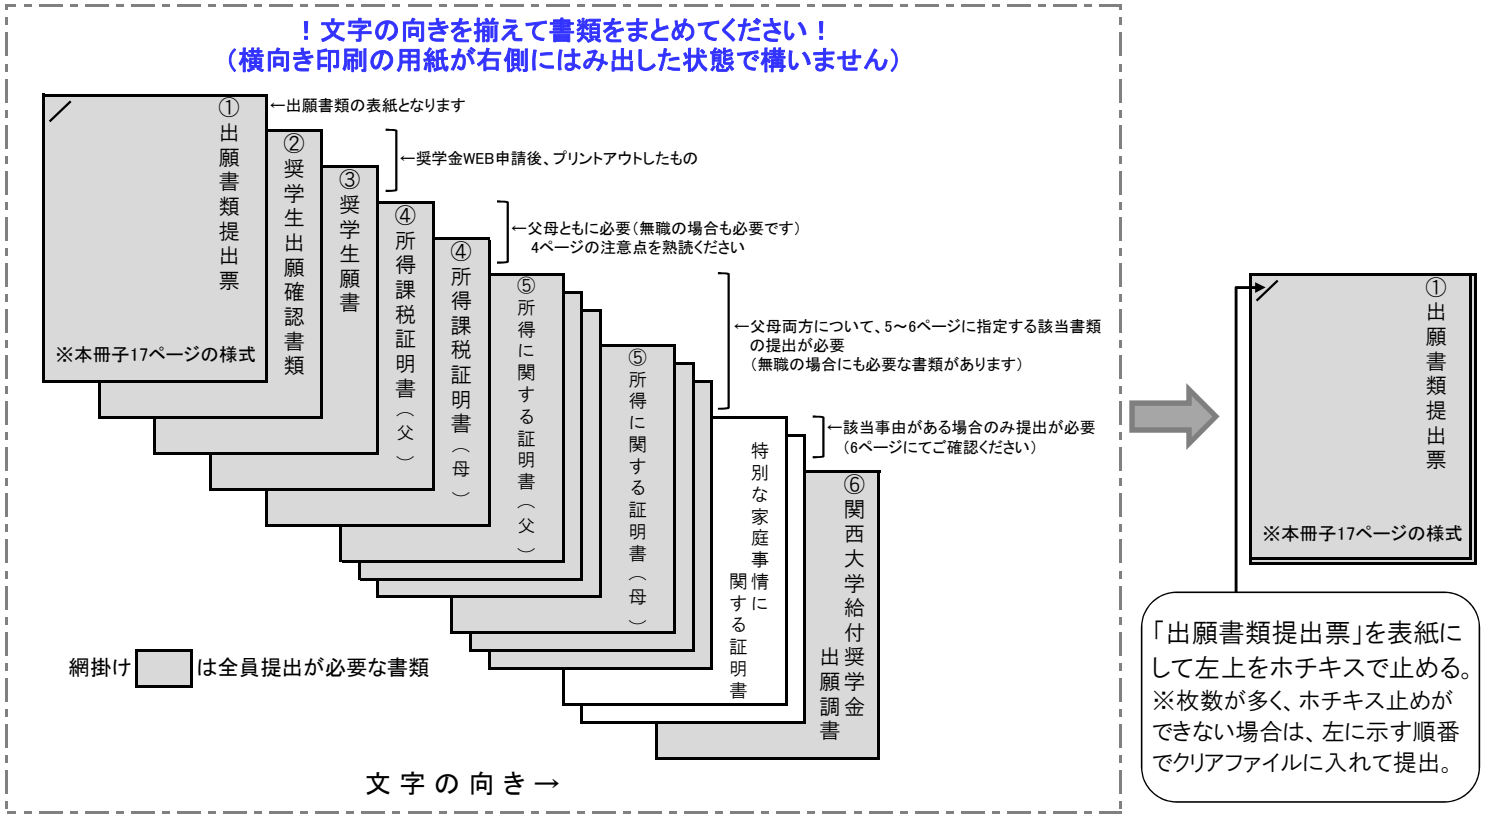 ！文字の向きを揃えて書類をまとめてください！
（横向き印刷の用紙が右側にはみ出した状態で構いません）
①出願書類提出票
※本冊子17ページの様式
←出願書類の表紙となります
②奨学生出願確認書類
③奨学生願書
←奨学金WEB申請後、プリントアウトしたもの
④所得課税証明書（父）
④所得課税証明書（母）
←父母ともに必要（無職の場合も必要です）
4ページの注意点を熟読ください
⑤所得に関する証明書（父）
⑤所得に関する証明書（母）
←父母両方について、5～6ページに指定する該当書類
の提出が必要
（無職の場合にも必要な書類があります）
特別な家庭事情に
関する証明書
←該当事由がある場合のみ提出が必要
（6ページにてご確認ください）
⑥関西大学給付奨学金
出願調書
網掛け　は全員提出が必要な書類
文字の向き→
①出願書類提出票
※本冊子17ページの様式
「出願書類提出票」を表紙に
して左上をホチキスで止める。
※枚数が多く、ホチキス止めが
できない場合は、左に示す順番
でクリアファイルに入れて提出。